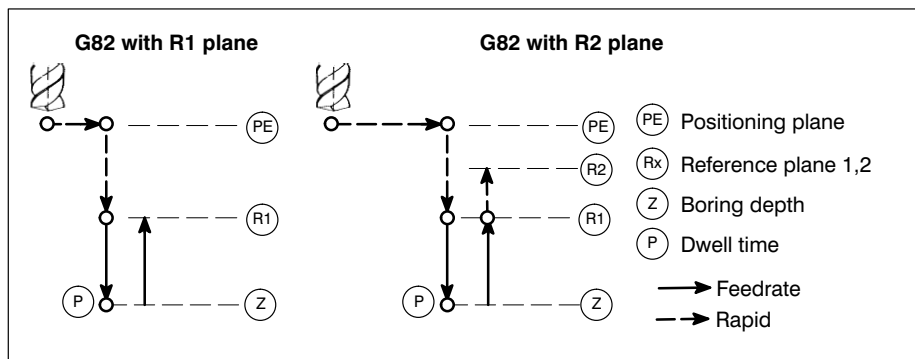 G82 with R1 plane
G82 with R2 plane
PE
PE
PE Positioning plane
R2
Rx Reference plane 1,2
R1
R1
Z Boring depth
P Dwell time
P
Z
P
Z
Feedrate
Rapid